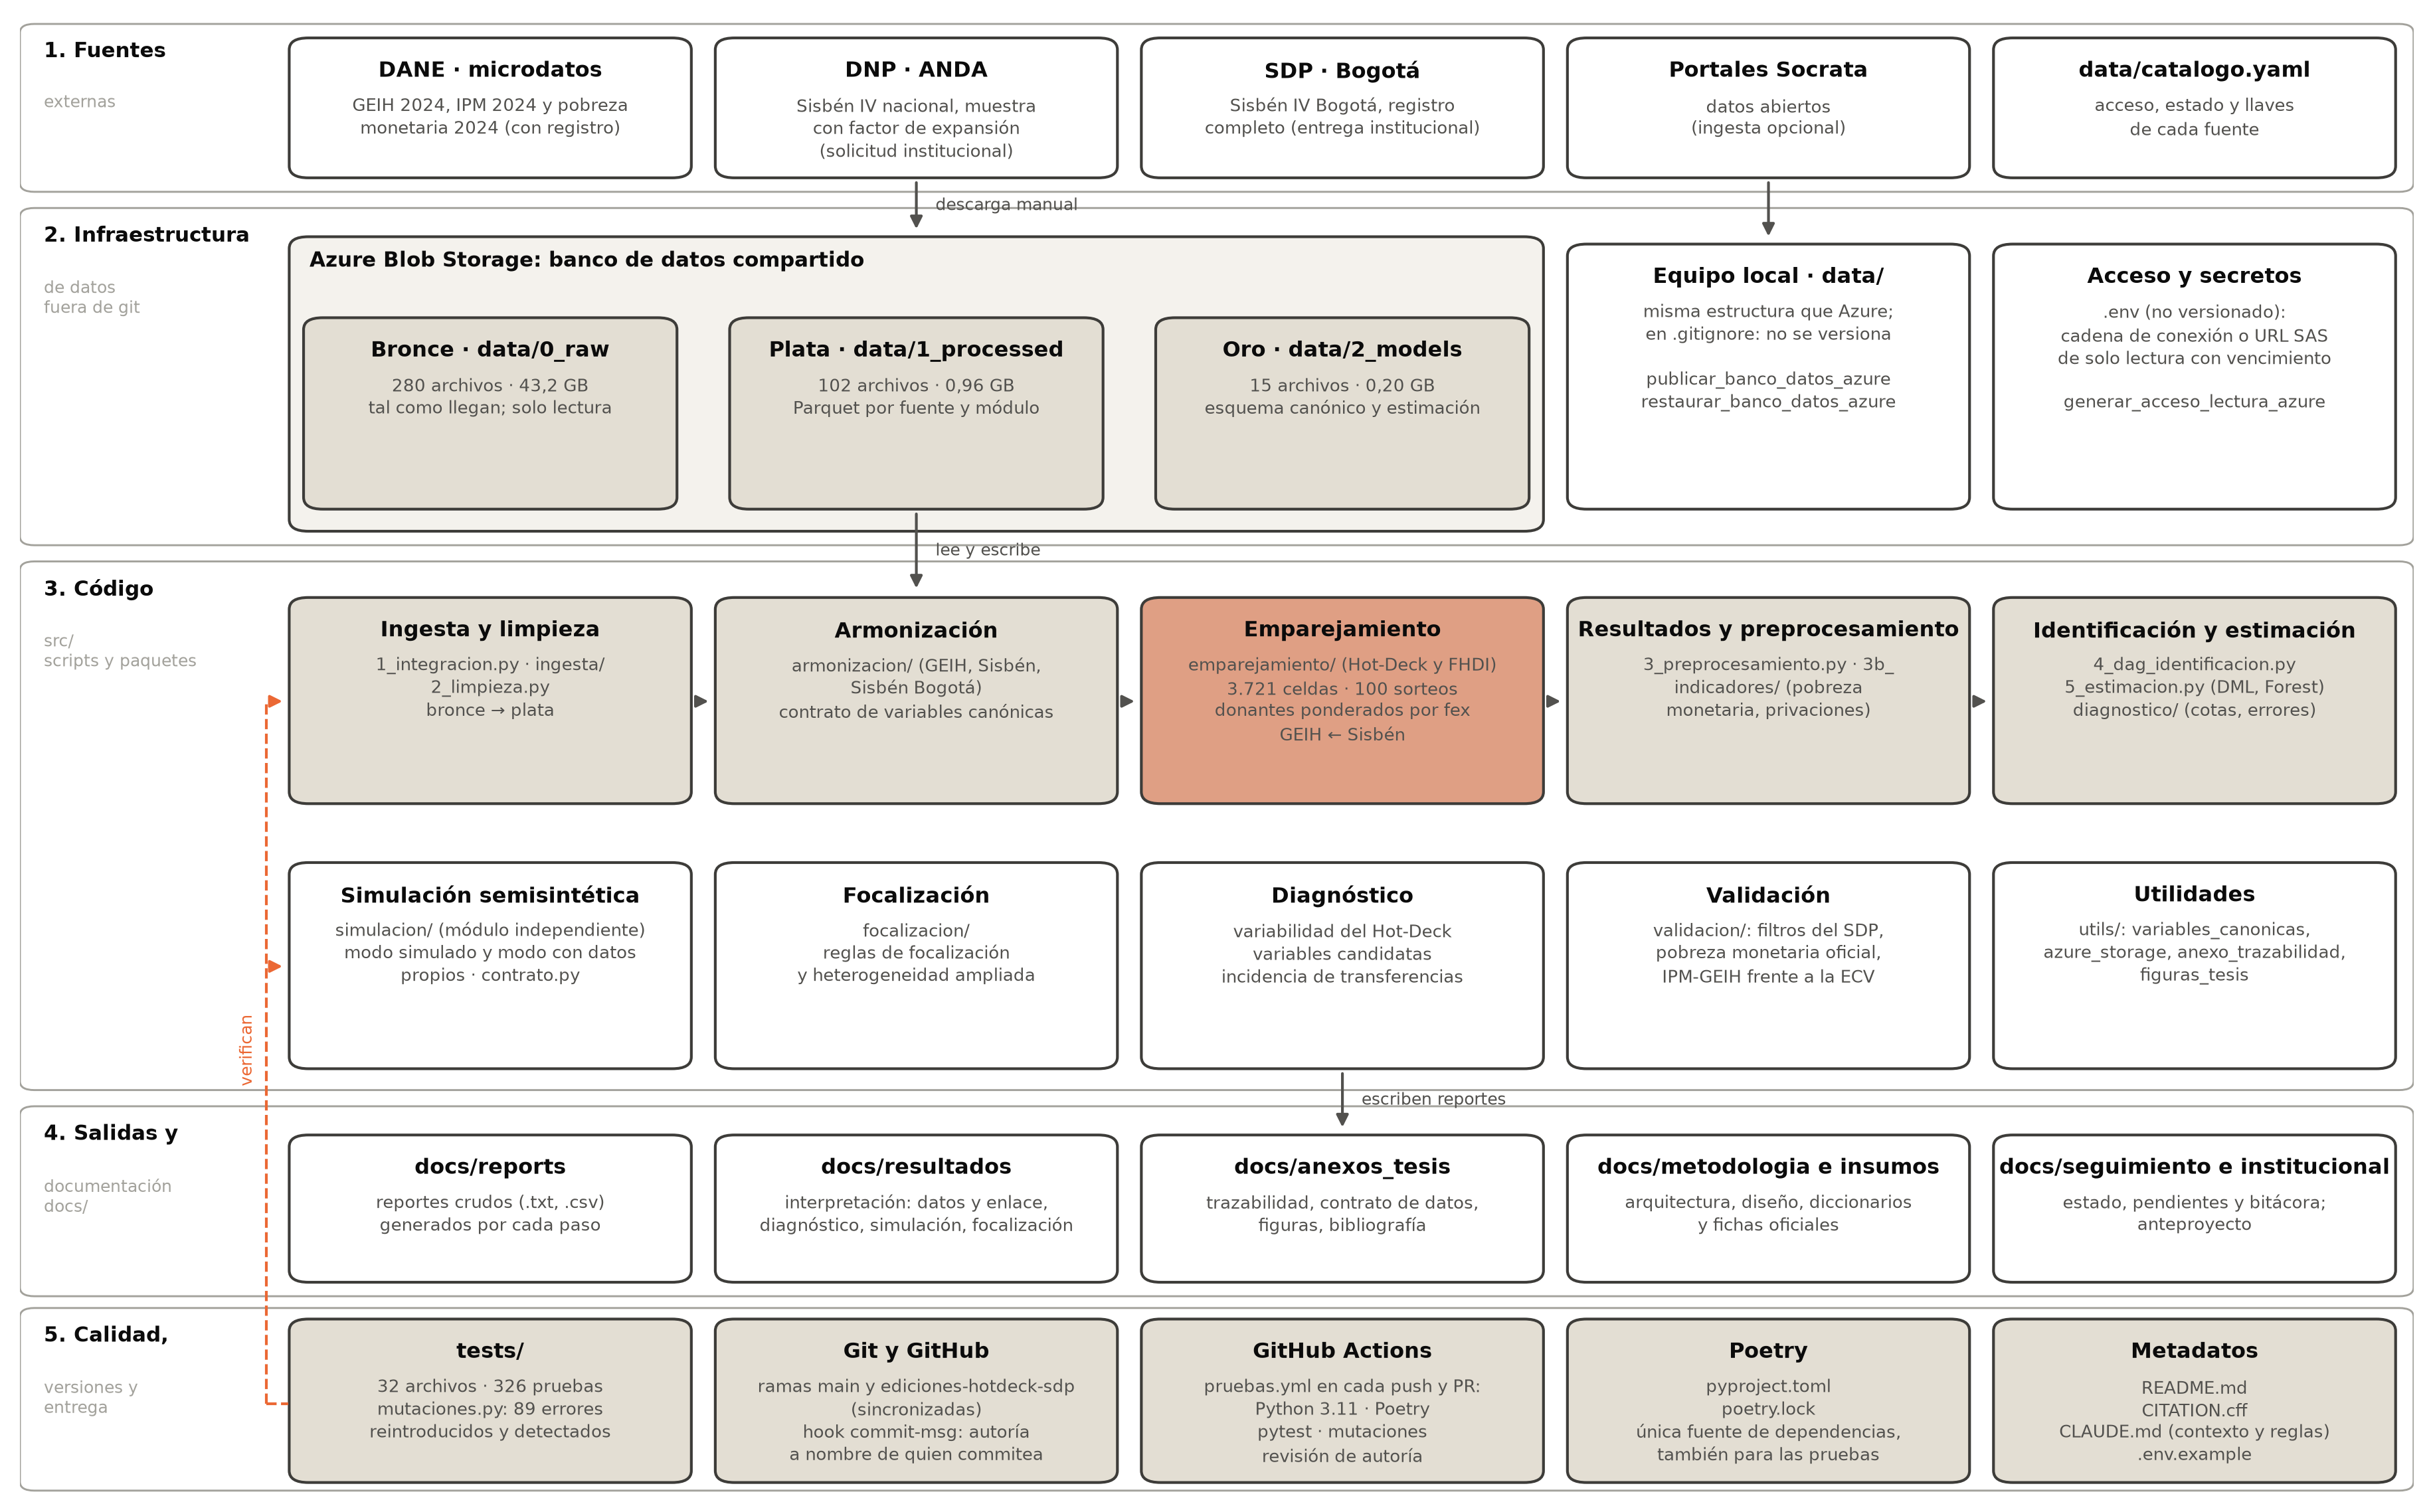 1. Fuentes
externas
DANE · microdatos
GEIH 2024, IPM 2024 y pobreza
monetaria 2024 (con registro)
DNP · ANDA
Sisbén IV nacional, muestra
con factor de expansión
(solicitud institucional)
SDP · Bogotá
Sisbén IV Bogotá, registro
completo (entrega institucional)
Portales Socrata
datos abiertos
(ingesta opcional)
data/catalogo.yaml
acceso, estado y llaves
de cada fuente
descarga manual
2. Infraestructura
de datos
fuera de git
Azure Blob Storage: banco de datos compartido
Bronce · data/0_raw
280 archivos · 43,2 GB
tal como llegan; solo lectura
Plata · data/1_processed
102 archivos · 0,96 GB
Parquet por fuente y módulo
Oro · data/2_models
15 archivos · 0,20 GB
esquema canónico y estimación
Equipo local · data/
misma estructura que Azure;
en .gitignore: no se versiona
publicar_banco_datos_azure
restaurar_banco_datos_azure
Acceso y secretos
.env (no versionado):
cadena de conexión o URL SAS
de solo lectura con vencimiento
generar_acceso_lectura_azure
lee y escribe
3. Código
src/
scripts y paquetes
Ingesta y limpieza
1_integracion.py · ingesta/
2_limpieza.py
bronce → plata
Armonización
armonizacion/ (GEIH, Sisbén,
Sisbén Bogotá)
contrato de variables canónicas
Emparejamiento
emparejamiento/ (Hot-Deck y FHDI)
3.721 celdas · 100 sorteos
donantes ponderados por fex
GEIH ← Sisbén
Resultados y preprocesamiento
3_preprocesamiento.py · 3b_
indicadores/ (pobreza
monetaria, privaciones)
Identificación y estimación
4_dag_identificacion.py
5_estimacion.py (DML, Forest)
diagnostico/ (cotas, errores)
Simulación semisintética
simulacion/ (módulo independiente)
modo simulado y modo con datos
propios · contrato.py
Focalización
focalizacion/
reglas de focalización
y heterogeneidad ampliada
Diagnóstico
variabilidad del Hot-Deck
variables candidatas
incidencia de transferencias
Validación
validacion/: filtros del SDP,
pobreza monetaria oficial,
IPM-GEIH frente a la ECV
Utilidades
utils/: variables_canonicas,
azure_storage, anexo_trazabilidad,
figuras_tesis
verifican
escriben reportes
4. Salidas y
documentación
docs/
docs/reports
reportes crudos (.txt, .csv)
generados por cada paso
docs/resultados
interpretación: datos y enlace,
diagnóstico, simulación, focalización
docs/anexos_tesis
trazabilidad, contrato de datos,
figuras, bibliografía
docs/metodologia e insumos
arquitectura, diseño, diccionarios
y fichas oficiales
docs/seguimiento e institucional
estado, pendientes y bitácora;
anteproyecto
5. Calidad,
versiones y
entrega
tests/
32 archivos · 326 pruebas
mutaciones.py: 89 errores
reintroducidos y detectados
Git y GitHub
ramas main y ediciones-hotdeck-sdp
(sincronizadas)
hook commit-msg: autoría
a nombre de quien commitea
GitHub Actions
pruebas.yml en cada push y PR:
Python 3.11 · Poetry
pytest · mutaciones
revisión de autoría
Poetry
pyproject.toml
poetry.lock
única fuente de dependencias,
también para las pruebas
Metadatos
README.md
CITATION.cff
CLAUDE.md (contexto y reglas)
.env.example